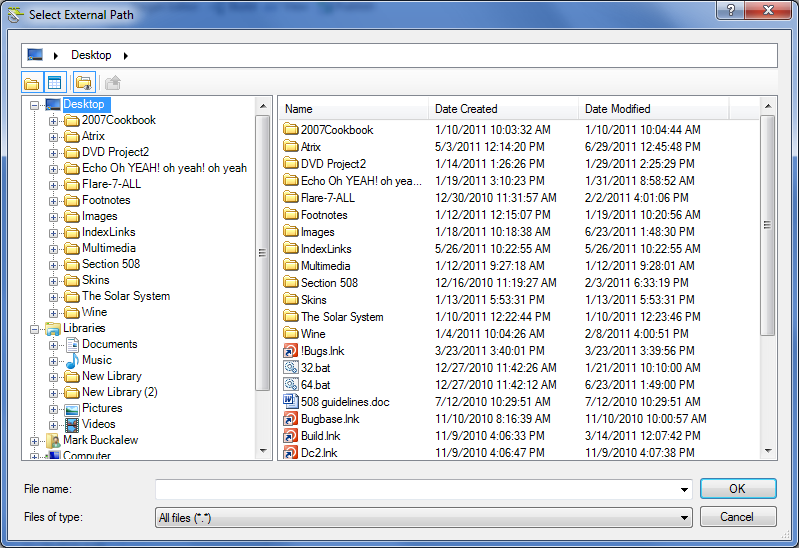 Select External Path
Desktop
Desktop
2007Cookbook
Atrix
DVD Project2
Echo Oh YEAH! oh yeah! oh yeah
Flare-7-ALL
Footnotes
Images
IndexLinks
Multimedia
Section 508
Skins
The Solar System
Wine
Libraries
Documents
Music
New Library
New Library (2)
Pictures
Videos
Mark Buckalew
Computer
Name Date Created Date Modified
2007Cookbook 1/10/2011 10:03:32 AM 1/10/2011 10:04:44 AM
Atrix 5/3/2011 12:14:20 PM 6/29/2011 12:45:48 PM
DVD Project2 1/14/2011 1:26:26 PM 1/29/2011 2:25:29 PM
Echo Oh YEAH! oh yea... 1/19/2011 3:10:23 PM 1/31/2011 8:58:52 AM
Flare-7-ALL 12/30/2010 11:31:57 AM 2/2/2011 4:01:06 PM
Footnotes 1/12/2011 12:15:07 PM 1/19/2011 10:20:56 AM
Images 1/18/2011 10:18:38 AM 6/23/2011 1:48:30 PM
IndexLinks 5/26/2011 10:22:55 AM 5/26/2011 10:22:55 AM
Multimedia 1/12/2011 9:27:18 AM 1/12/2011 9:28:01 AM
Section 508 12/16/2010 11:19:27 AM 2/3/2011 6:33:19 PM
Skins 1/13/2011 5:53:31 PM 1/13/2011 5:53:31 PM
The Solar System 1/10/2011 12:22:44 PM 1/10/2011 12:23:46 PM
Wine 1/4/2011 10:04:26 AM 2/8/2011 4:00:51 PM
!Bugs.lnk 3/23/2011 3:40:01 PM 3/23/2011 3:39:56 PM
32.bat 12/27/2010 11:42:26 AM 1/21/2011 10:10:00 AM
64.bat 12/27/2010 11:42:12 AM 6/23/2011 1:49:00 PM
508 guidelines.doc 7/12/2010 10:29:51 AM 7/12/2010 10:29:51 AM
Bugbase.lnk 11/10/2010 8:16:39 AM 11/10/2010 10:00:57 AM
Build.lnk 11/9/2010 4:06:33 PM 3/14/2011 12:07:42 PM
Dc2.lnk 11/9/2010 4:06:47 PM 11/9/2010 4:07:38 PM
File name:
OK
Files of type: All files (*.*)
Cancel